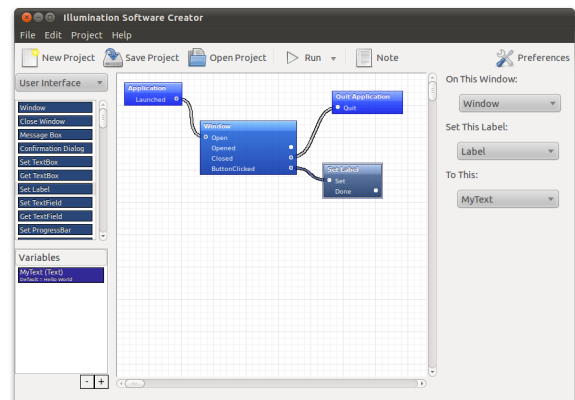 Illumination Software Creator
File Edit Project Help
New Project Save Project Open Project Run Note Preferences
User Interface
Window
Close Window
Message Box
Confirmation Dialog
Set TextBox
Get TextBox
Set Label
Set TextField
Get TextField
Set ProgressBar
Variables
MyText (Text)
Default = Hello World
- +
Application
Launched
Window
Open
Opened
Closed
ButtonClicked
Quit Application
Quit
Set Label
Set
Done
On This Window:
Window
Set This Label:
Label
To This:
MyText